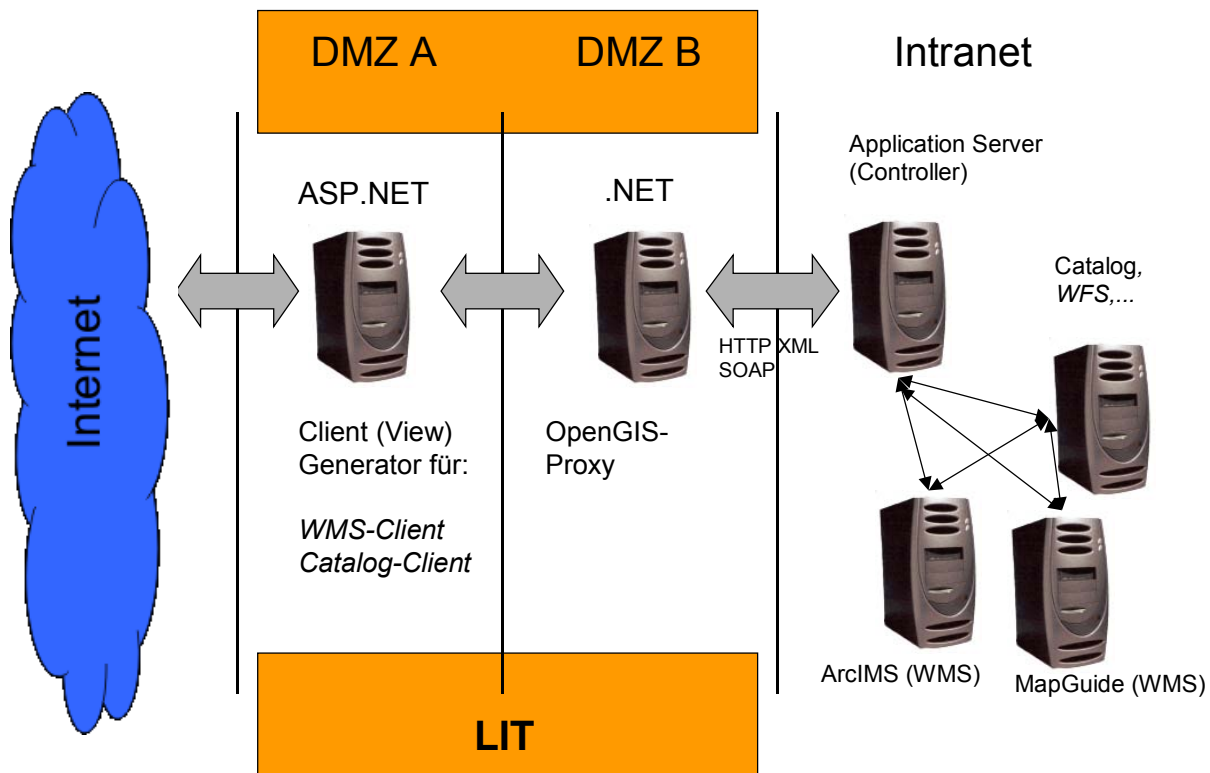 DMZ A
DMZ B
Intranet
Application Server
(Controller)
ASP.NET
.NET
Catalog,
WFS,...
Internet
HTTP XML
SOAP
Client (View)
Generator für:
WMS-Client
Catalog-Client
OpenGIS-
Proxy
ArcIMS (WMS)
MapGuide (WMS)
LIT